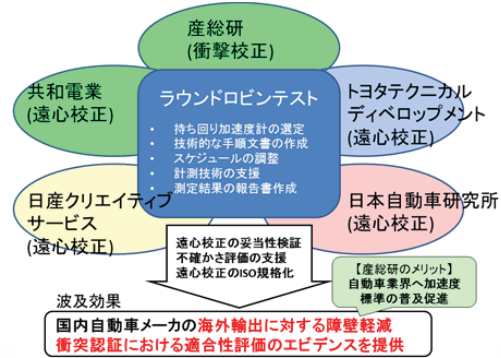 産総研
(衝撃校正)
共和電業
(遠心校正)
トヨタテクニカル
ディベロップメント
(遠心校正)
ラウンドロビンテスト
• 持ち回り加速度計の選定
• 技術的な手順文書の作成
• スケジュールの調整
• 計測技術の支援
• 測定結果の報告書作成
日産クリエイティブ
サービス
(遠心校正)
日本自動車研究所
(遠心校正)
遠心校正の妥当性検証
不確かさ評価の支援
遠心校正のISO規格化
【産総研のメリット】
自動車業界へ加速度
標準の普及促進
波及効果
国内自動車メーカの海外輸出に対する障壁軽減
衝突認証における適合性評価のエビデンスを提供